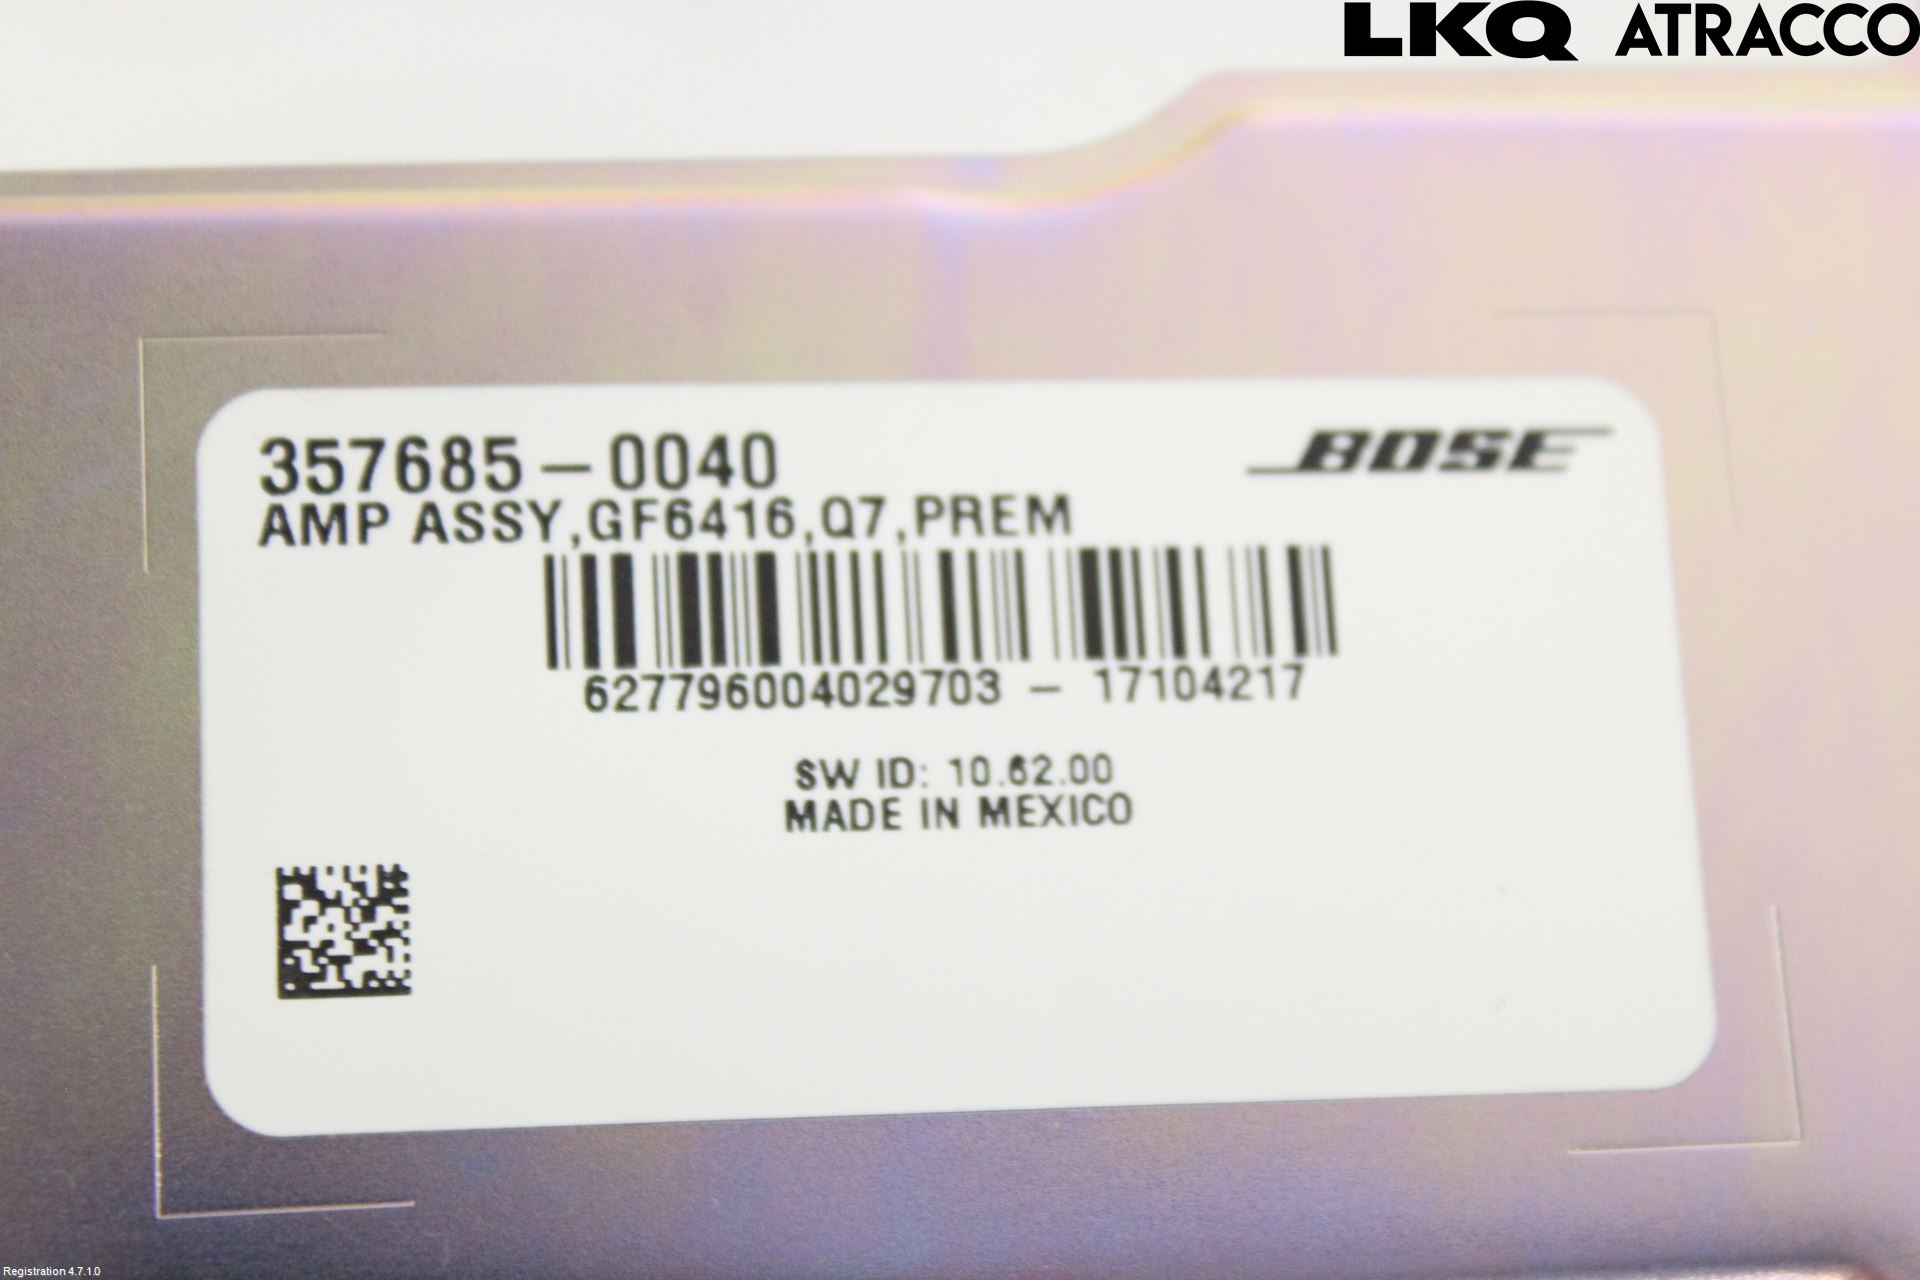 LKQ ATRACCO
357685-0040
BOSE
AMP ASSY,GF6416,Q7,PREM
627796004029703 - 17104217
SW ID: 10.62.00
MADE IN MEXICO
Registration 4.7.1.0